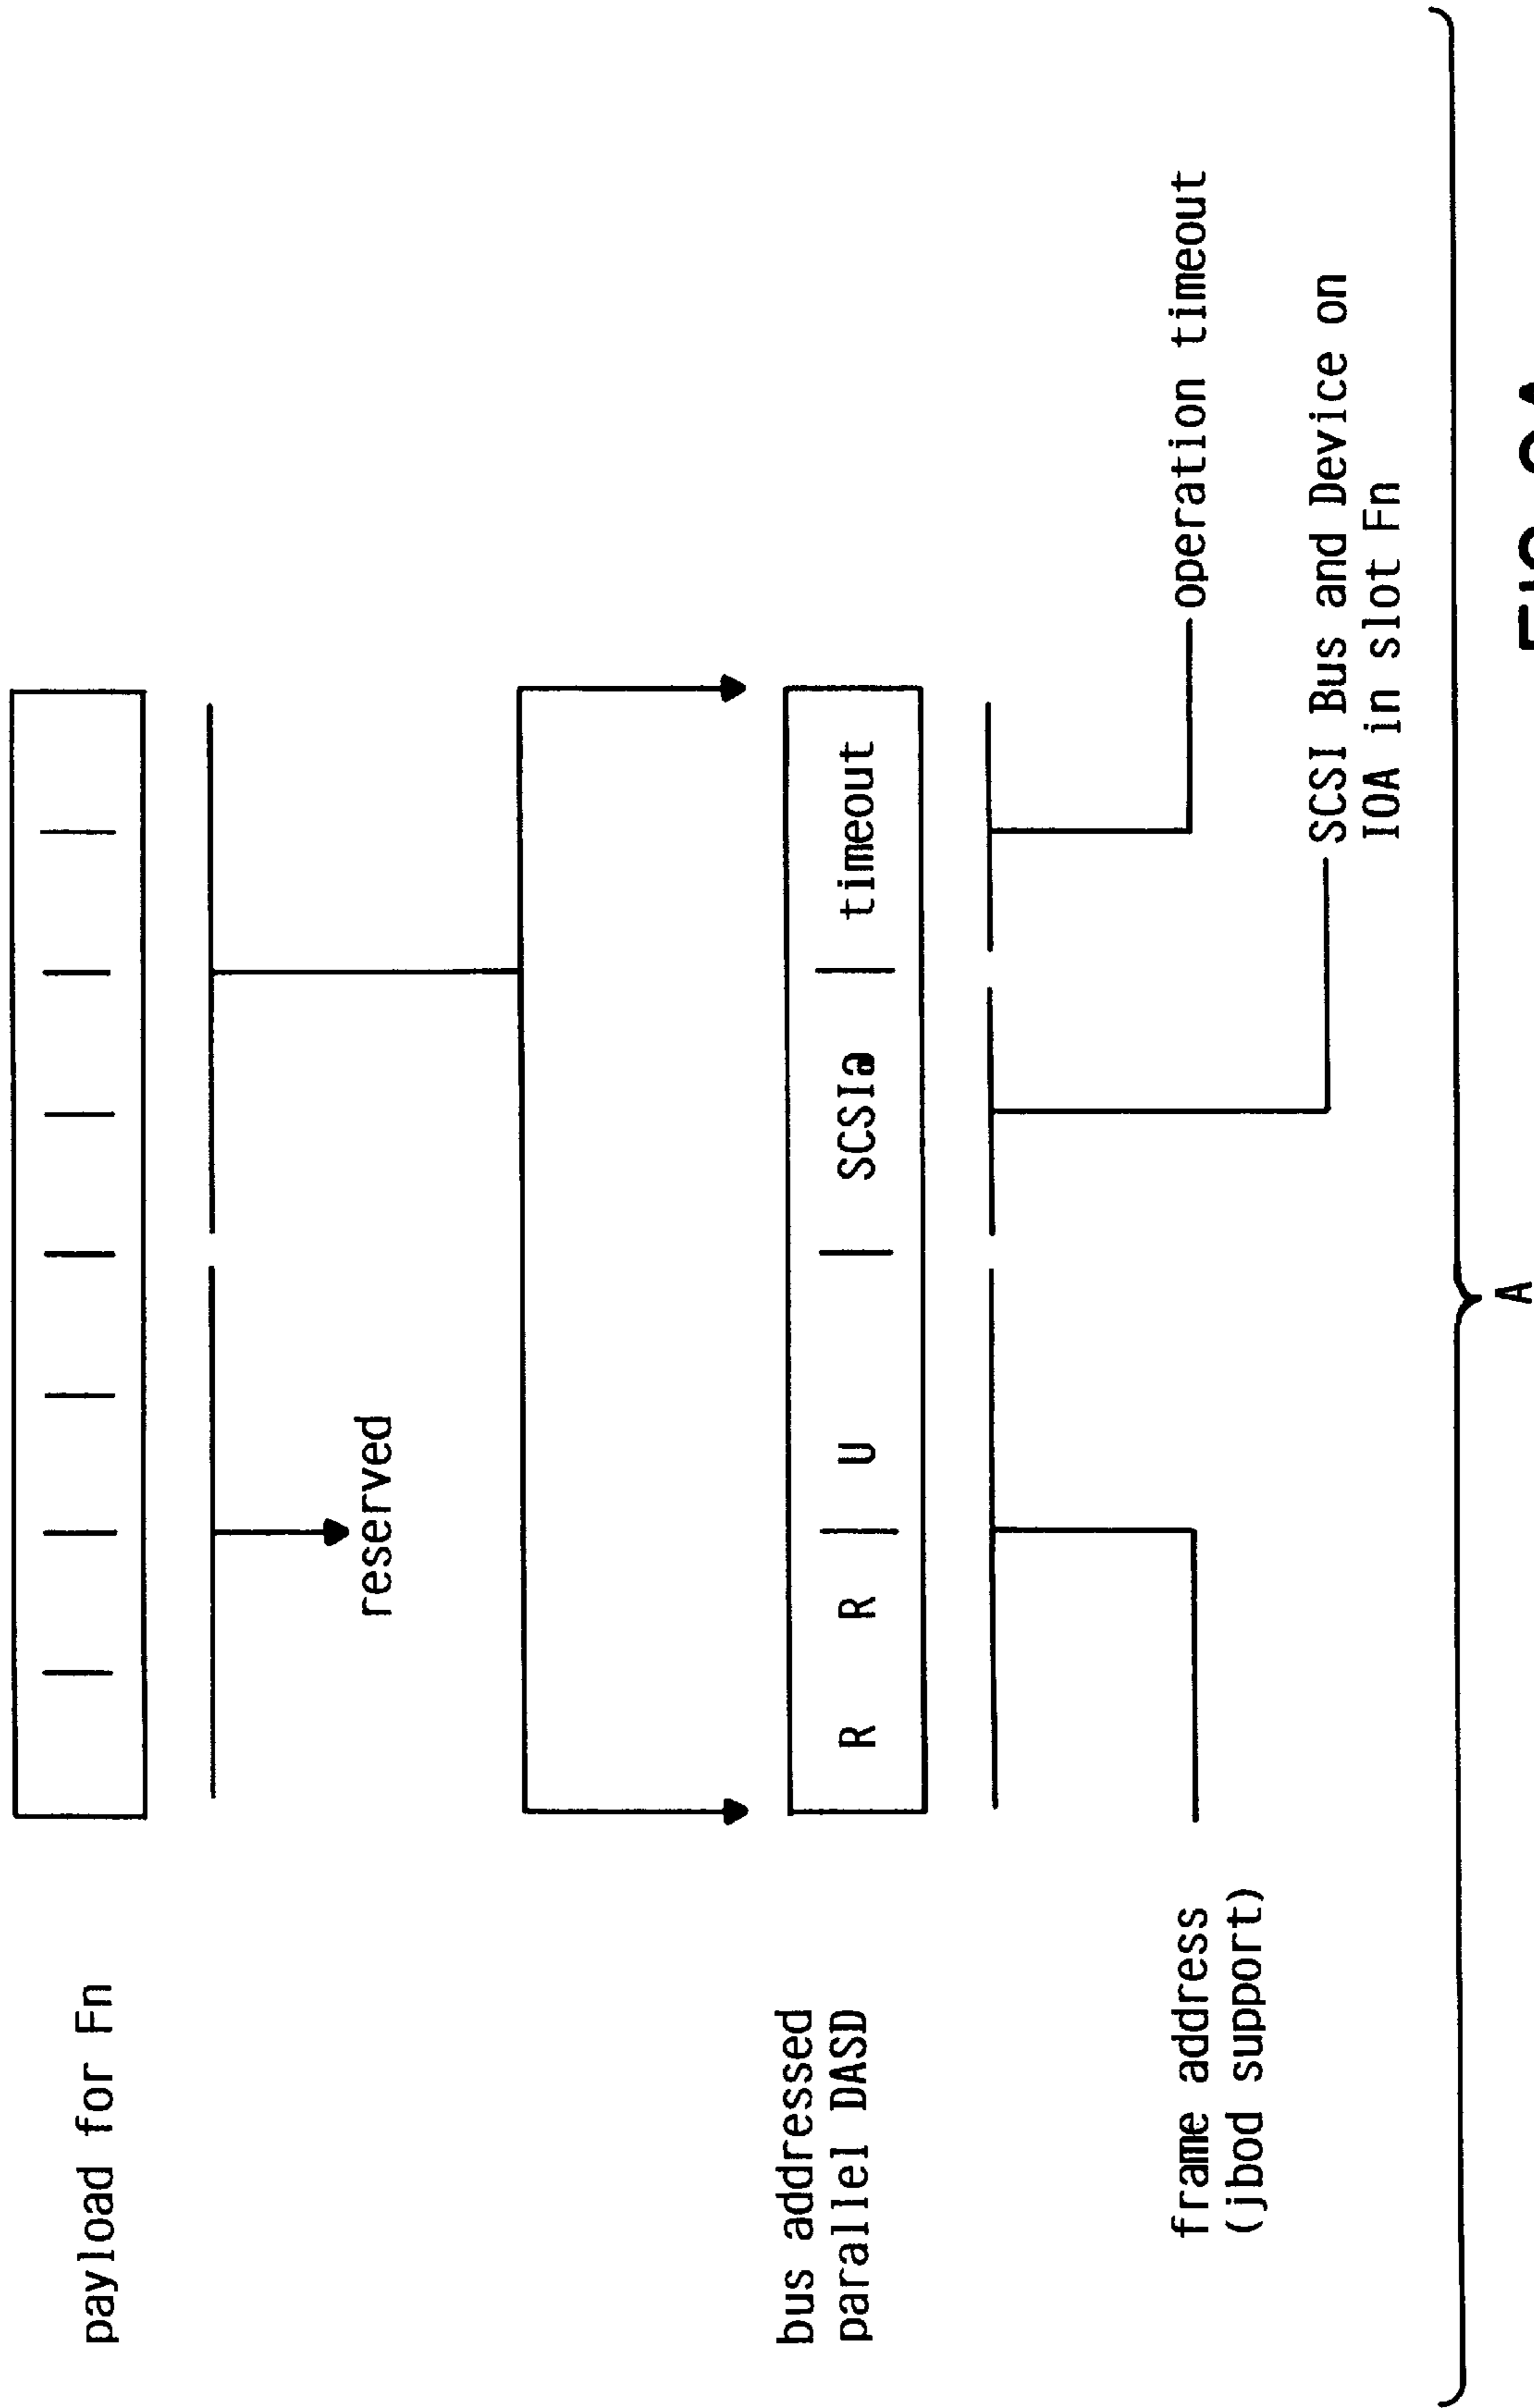 payload for Fn
reserved
bus addressed
parallel DASD
R R U SCSI@ timeout
frame address
(jbod support)
operation timeout
SCSI Bus and Device on
IOA in slot Fn
A